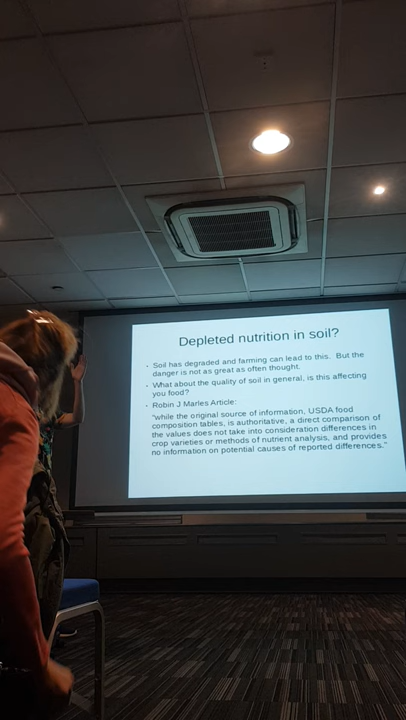 Depleted nutrition in soil?
· Soil has degraded and farming can lead to this. But the
danger is not as great as often thought.
· What about the quality of soil in general, is this affecting
you food?
· Robin J Marles Article:
"while the original source of information, USDA food
composition tables, is authoritative, a direct comparison of
the values does not take into consideration differences in
crop varieties or methods of nutrient analysis, and provides
no information on potential causes of reported differences."